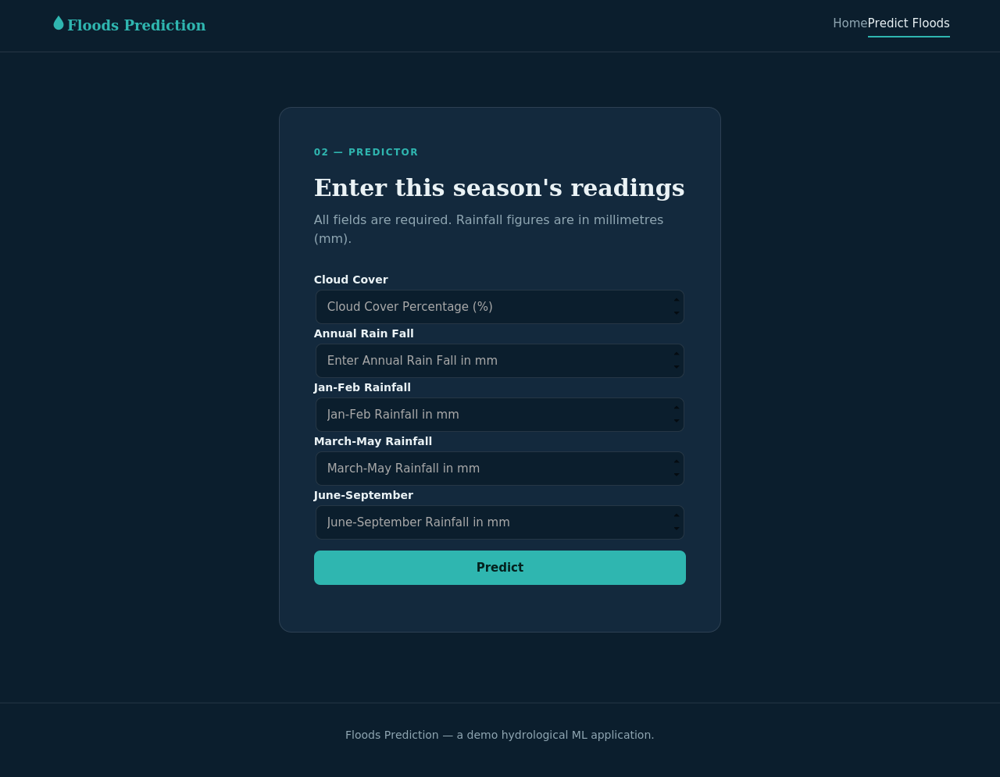 Floods Prediction
Home Predict Floods
02 — PREDICTOR
Enter this season's readings
All fields are required. Rainfall figures are in millimetres
(mm).
Cloud Cover
Cloud Cover Percentage (%)
Annual Rain Fall
Enter Annual Rain Fall in mm
Jan-Feb Rainfall
Jan-Feb Rainfall in mm
March-May Rainfall
March-May Rainfall in mm
June-September
June-September Rainfall in mm
Predict
Floods Prediction — a demo hydrological ML application.